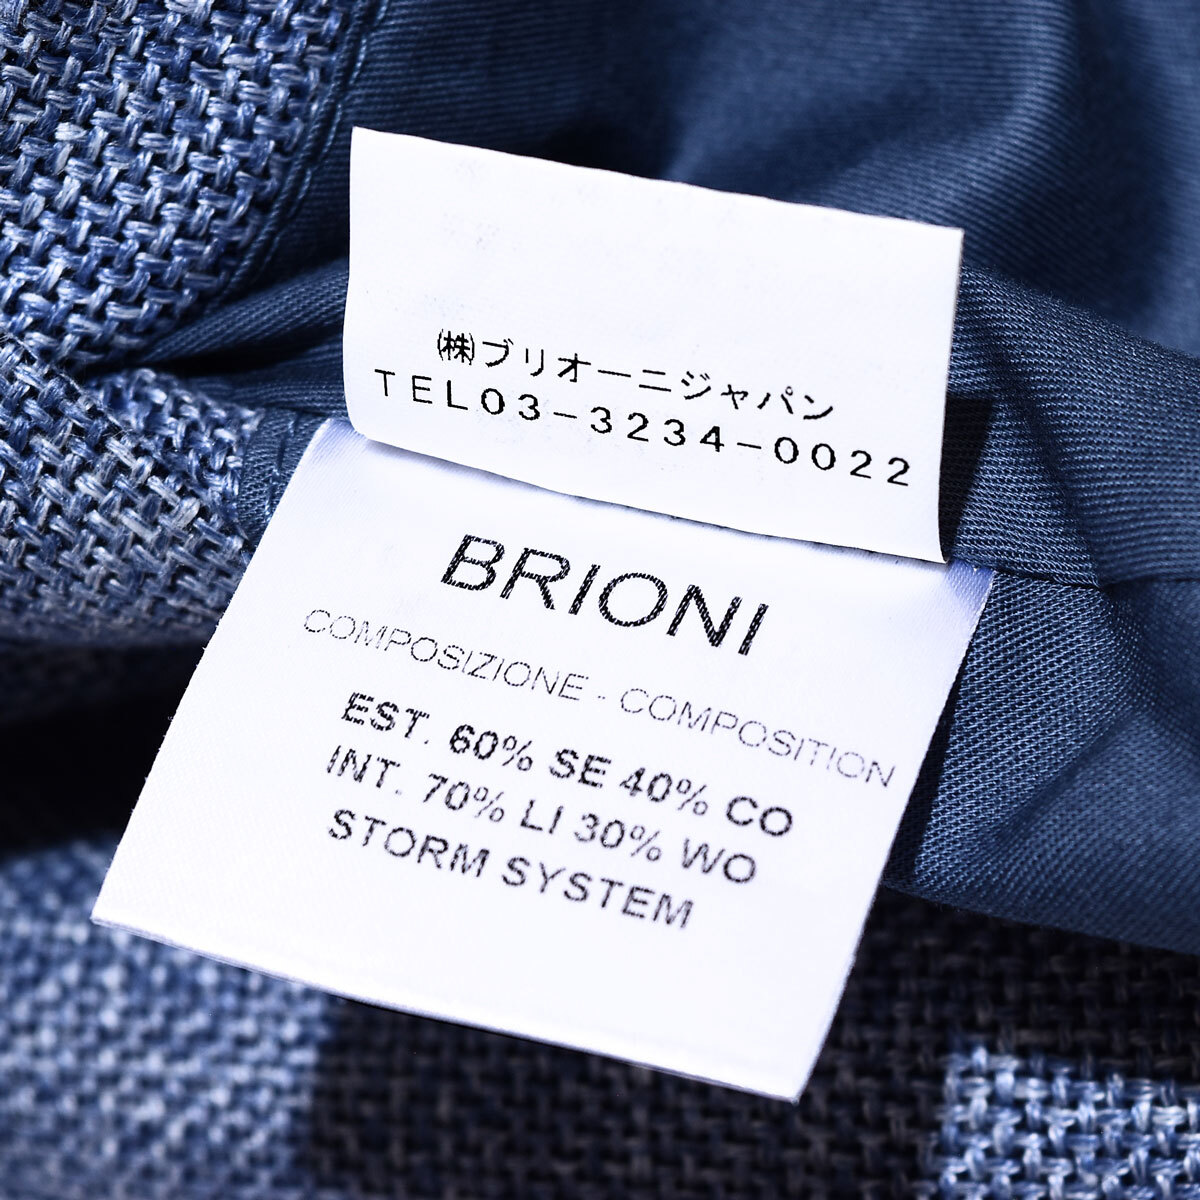 ㈱ブリオーニジャパン
TEL03-3234-0022
BRIONI
COMPOSIZIONE - COMPOSITION
EST. 60% SE 40% CO
INT. 70% LI 30% WO
STORM SYSTEM